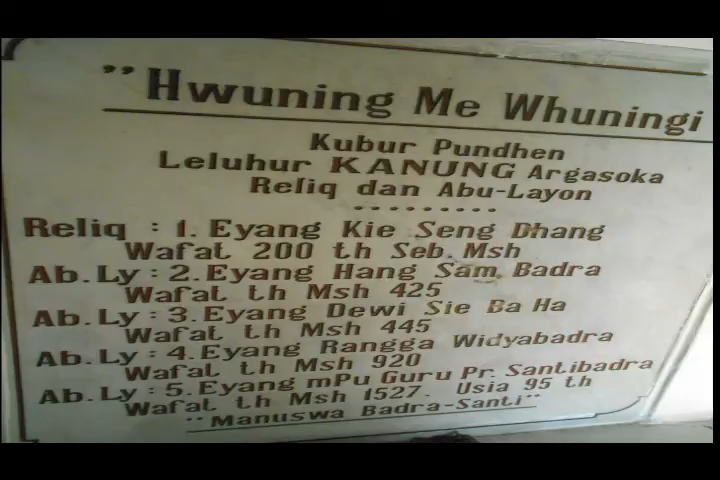 "Hwuning Me Whuningi
Kubur Pundhen
Leluhur KANUNG Argasoka
Reliq dan Abu-Layon
Reliq : 1. Eyang Kie Seng Dhang
Wafat 200 th Seb. Msh
Ab.Ly : 2. Eyang Hang Sam Badra
Wafat th Msh 425
Ab.Ly : 3. Eyang Dewi Sie Ba Ha
Wafat th Msh 445
Ab.Ly : 4. Eyang Rangga Widyabadra
Wafat th Msh 920
Ab.Ly : 5. Eyang mPu Guru Pr. Santibadra
Wafat th Msh 1527. Usia 95 th
"Manuswa Badra-Santi"